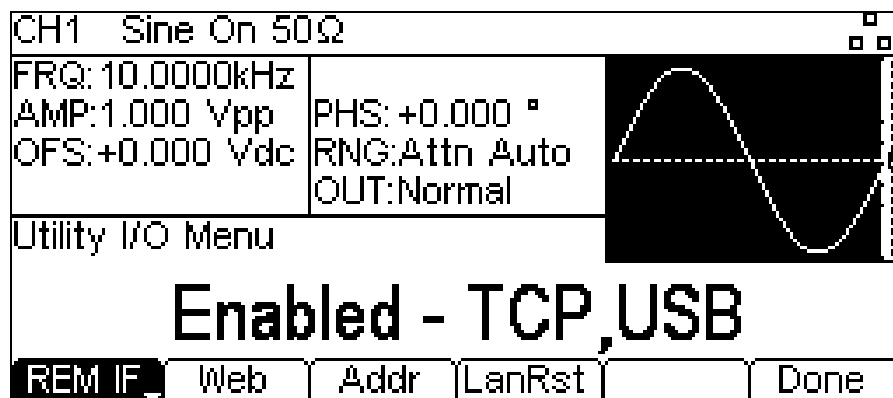 CH1 Sine On 50Ω
FRQ:10.0000kHz
AMP:1.000 Vpp
OFS:+0.000 Vdc
PHS:+0.000 °
RNG:Attn Auto
OUT:Normal
Utility I/O Menu
Enabled - TCP,USB
REM IF Web Addr LanRst Done